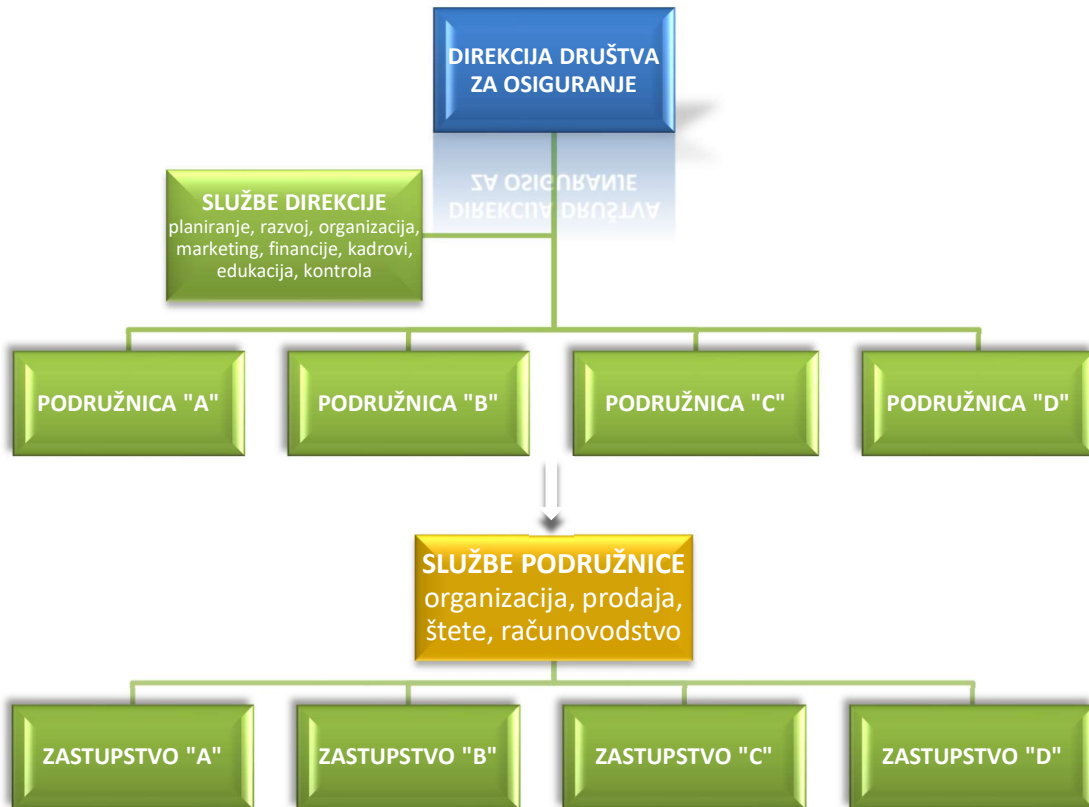 DIREKCIJA DRUŠTVA
ZA OSIGURANJE
SLUŽBE DIREKCIJE
planiranje, razvoj, organizacija,
marketing, financije, kadrovi,
edukacija, kontrola
PODRUŽNICA "A"
PODRUŽNICA "B"
PODRUŽNICA "C"
PODRUŽNICA "D"
SLUŽBE PODRUŽNICE
organizacija, prodaja,
štete, računovodstvo
ZASTUPSTVO "A"
ZASTUPSTVO "B"
ZASTUPSTVO "C"
ZASTUPSTVO "D"